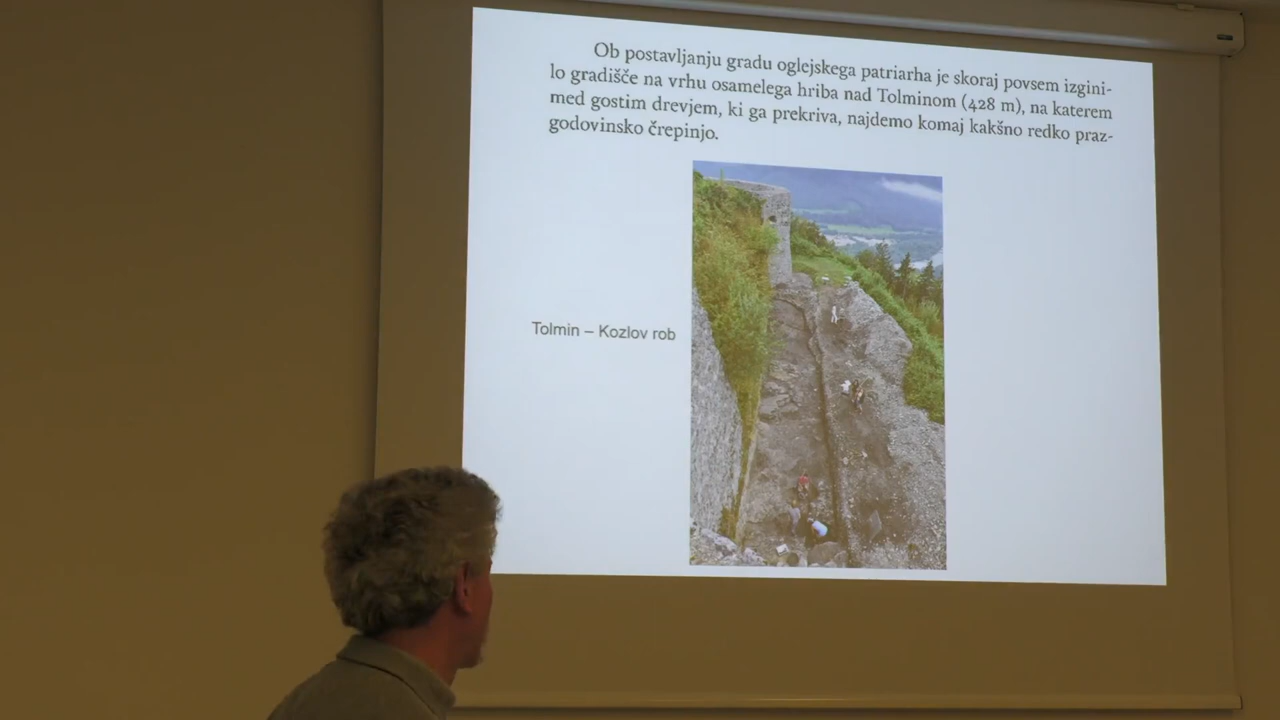 Ob postavljanju gradu oglejskega patriarha je skoraj povsem izgini-
lo gradišče na vrhu osamelega hriba nad Tolminom (428 m), na katerem
med gostim drevjem, ki ga prekriva, najdemo komaj kakšno redko praz-
godovinsko črepinjo.
Tolmin – Kozlov rob